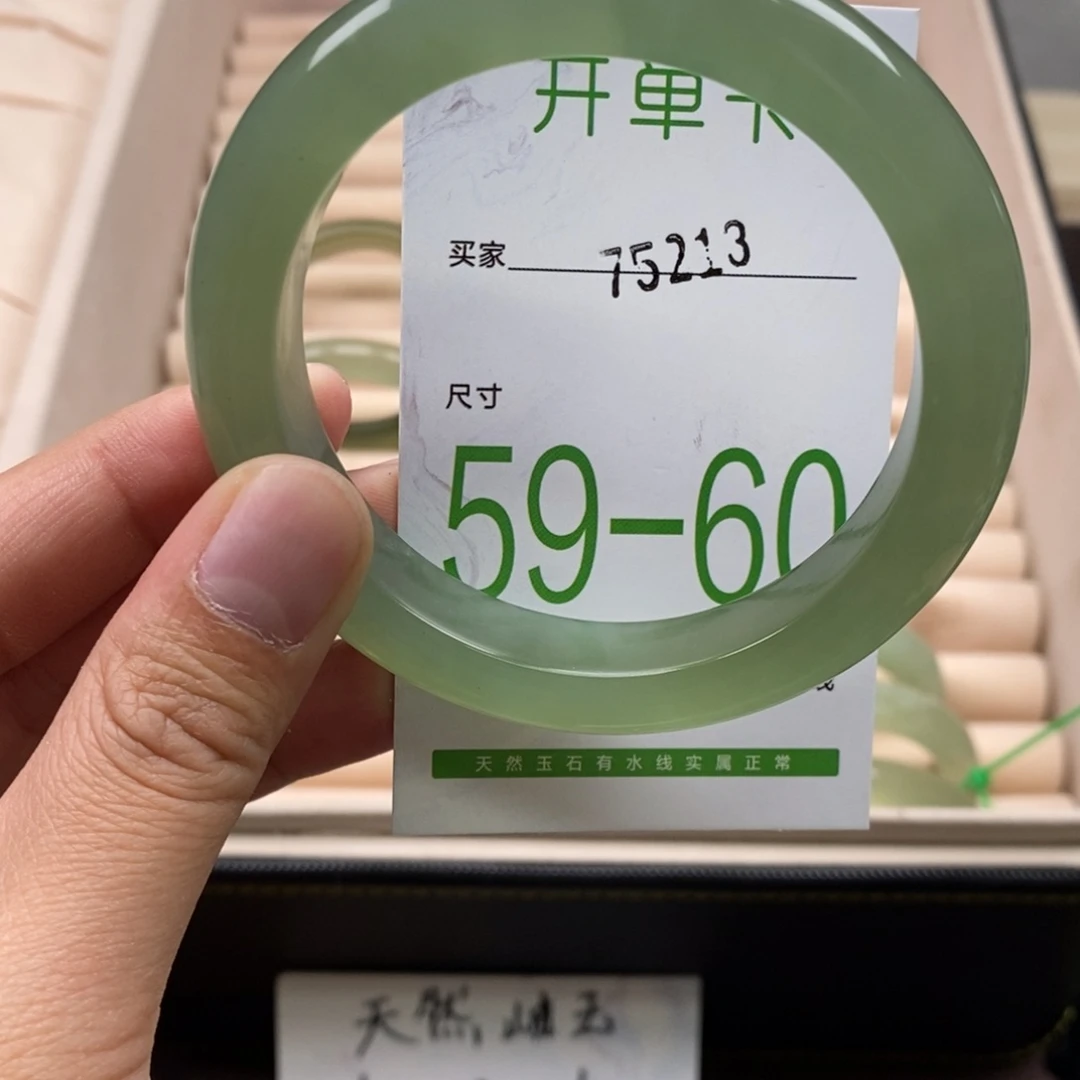 开单卡
买家 75213
尺寸
59-60
天然玉石有水线实属正常
天然岫玉